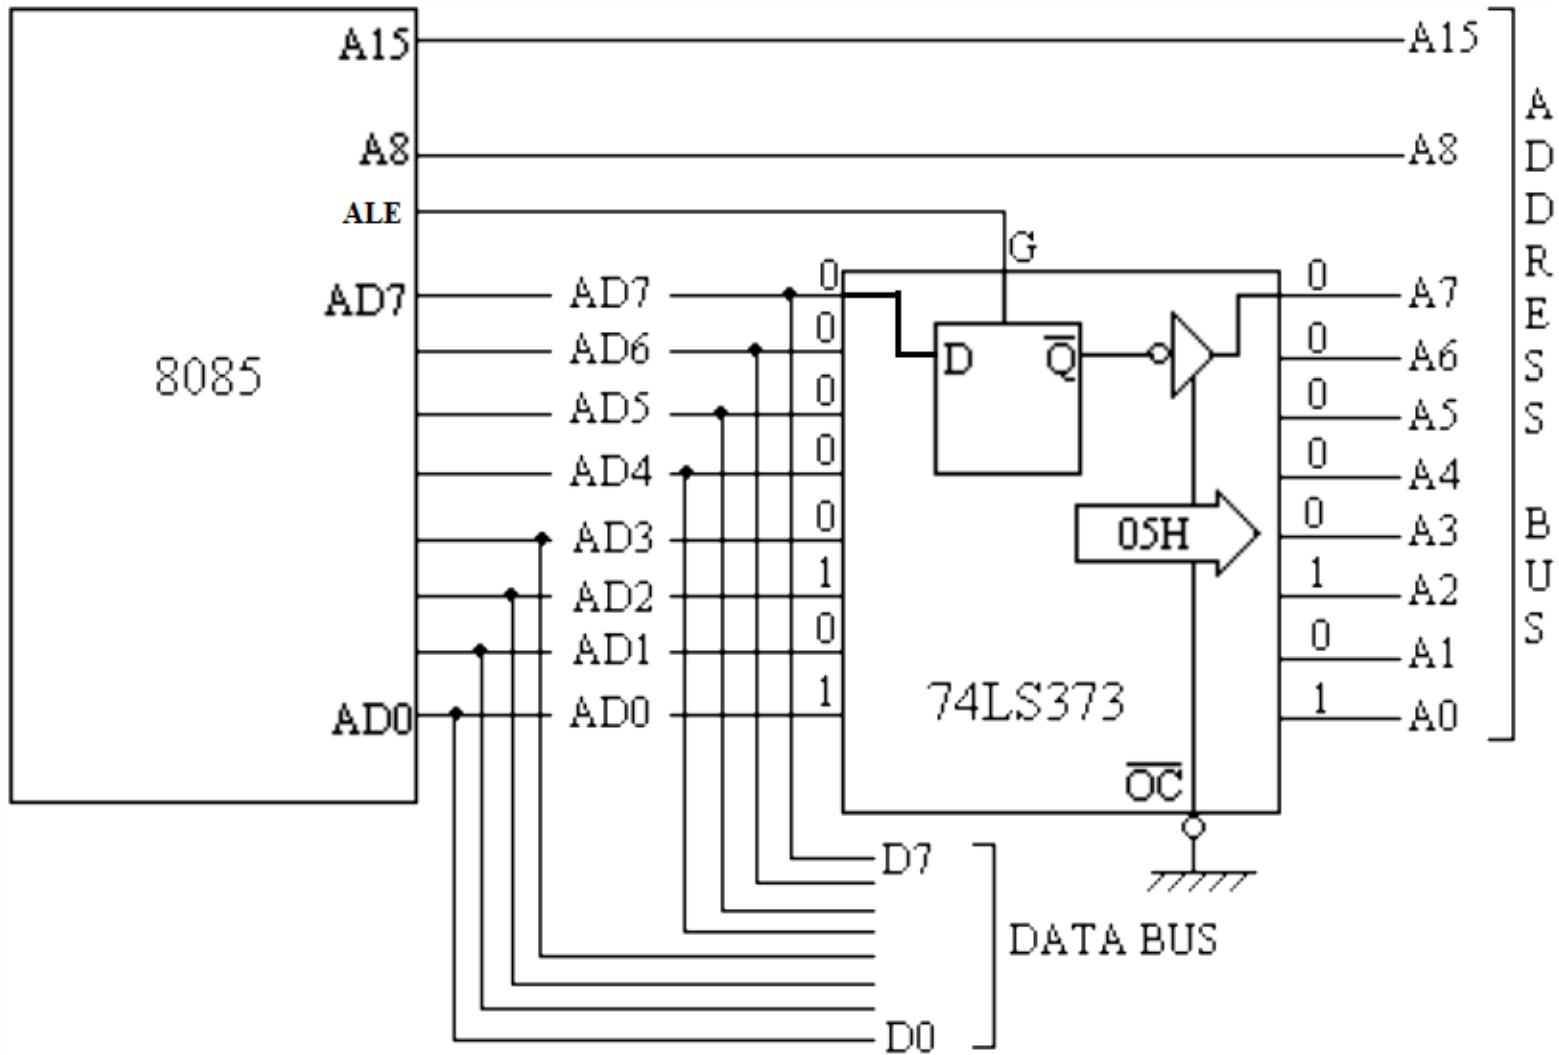 A15 A15
A8 A8
ALE
G
AD7 AD7 0 0 A7
AD6 0 0 A6
8085 D Q̅
AD5 0 0 A5
AD4 0 0 A4
AD3 0 05H 0 A3
AD2 1 1 A2
AD1 0 0 A1
AD0 AD0 1 74LS373 1 A0
O̅C̅
ADDRESS BUS
D7
DATA BUS
D0